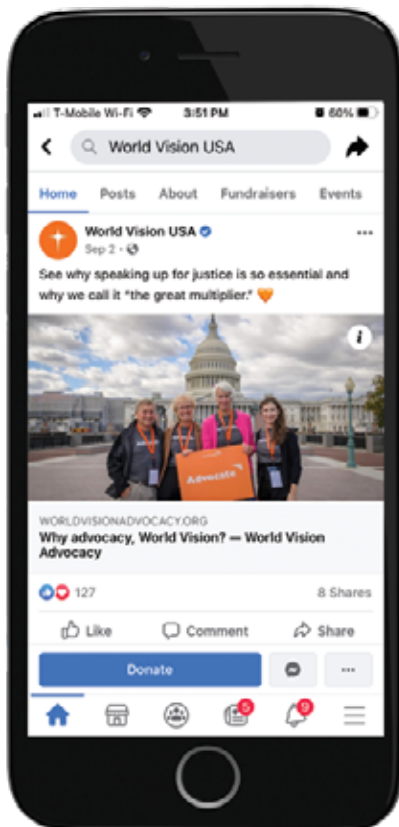 T-Mobile Wi-Fi 3:51 PM 60%
World Vision USA
Home Posts About Fundraisers Events
World Vision USA
Sep 2 ·
See why speaking up for justice is so essential and
why we call it "the great multiplier." 🧡
i
Advocate
WORLDVISIONADVOCACY.ORG
Why advocacy, World Vision? — World Vision
Advocacy
127 8 Shares
Like Comment Share
Donate
5 9